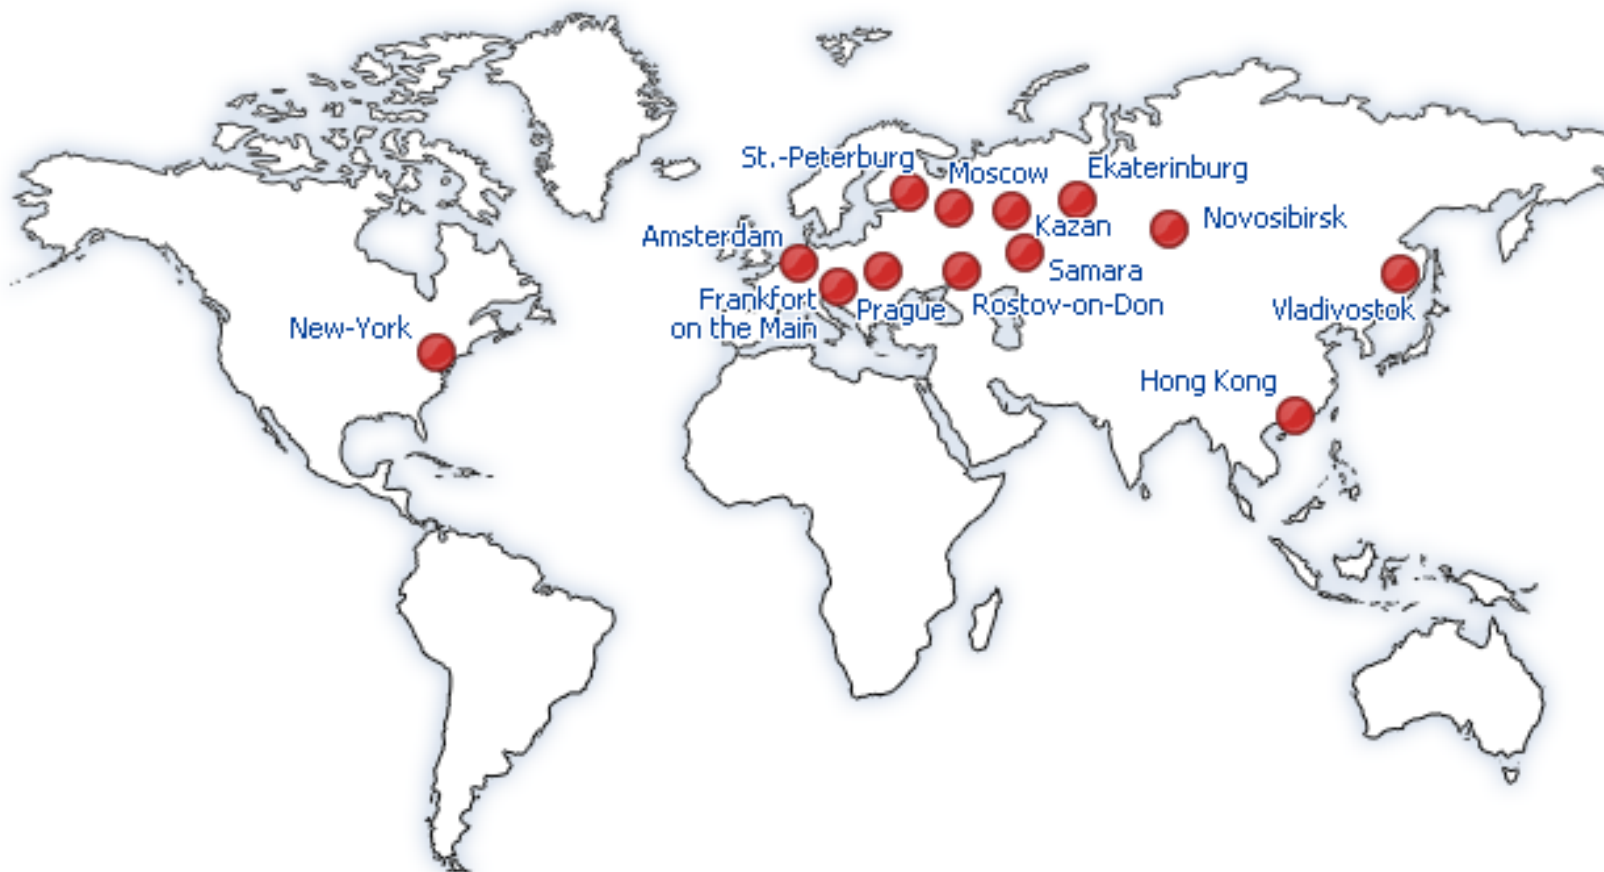 St.-Peterburg
Moscow
Ekaterinburg
Kazan
Novosibirsk
Amsterdam
Samara
Frankfort
on the Main
Prague
Rostov-on-Don
Vladivostok
New-York
Hong Kong